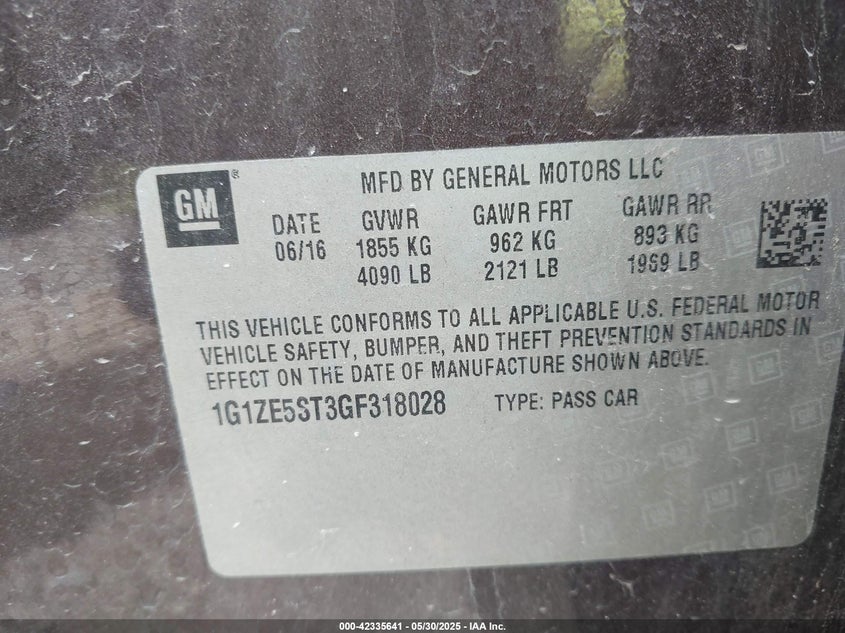 GM
MFD BY GENERAL MOTORS LLC
DATE GVWR GAWR FRT GAWR RR
06/16 1855 KG 962 KG 893 KG
4090 LB 2121 LB 1969 LB
THIS VEHICLE CONFORMS TO ALL APPLICABLE U.S. FEDERAL MOTOR
VEHICLE SAFETY, BUMPER, AND THEFT PREVENTION STANDARDS IN
EFFECT ON THE DATE OF MANUFACTURE SHOWN ABOVE.
1G1ZE5ST3GF318028 TYPE: PASS CAR
000-42335641 - 05/30/2025 - IAA Inc.